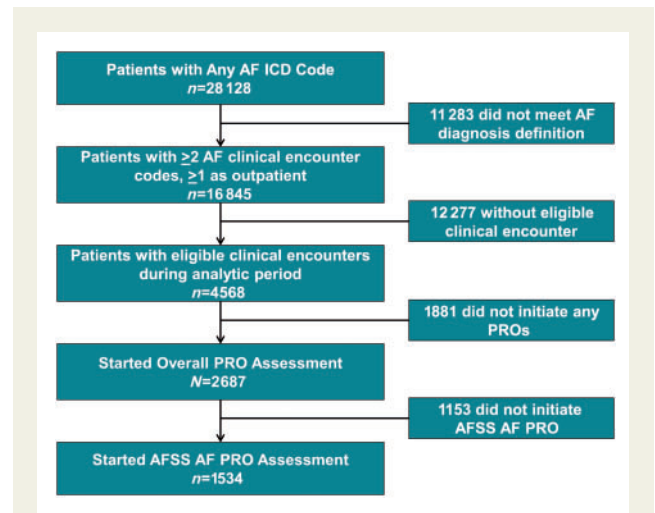 Patients with Any AF ICD Code
n=28 128
11 283 did not meet AF
diagnosis definition
Patients with ≥2 AF clinical encounter
codes, ≥1 as outpatient
n=16 845
12 277 without eligible
clinical encounter
Patients with eligible clinical encounters
during analytic period
n=4568
1881 did not initiate any
PROs
Started Overall PRO Assessment
N=2687
1153 did not initiate
AFSS AF PRO
Started AFSS AF PRO Assessment
n=1534